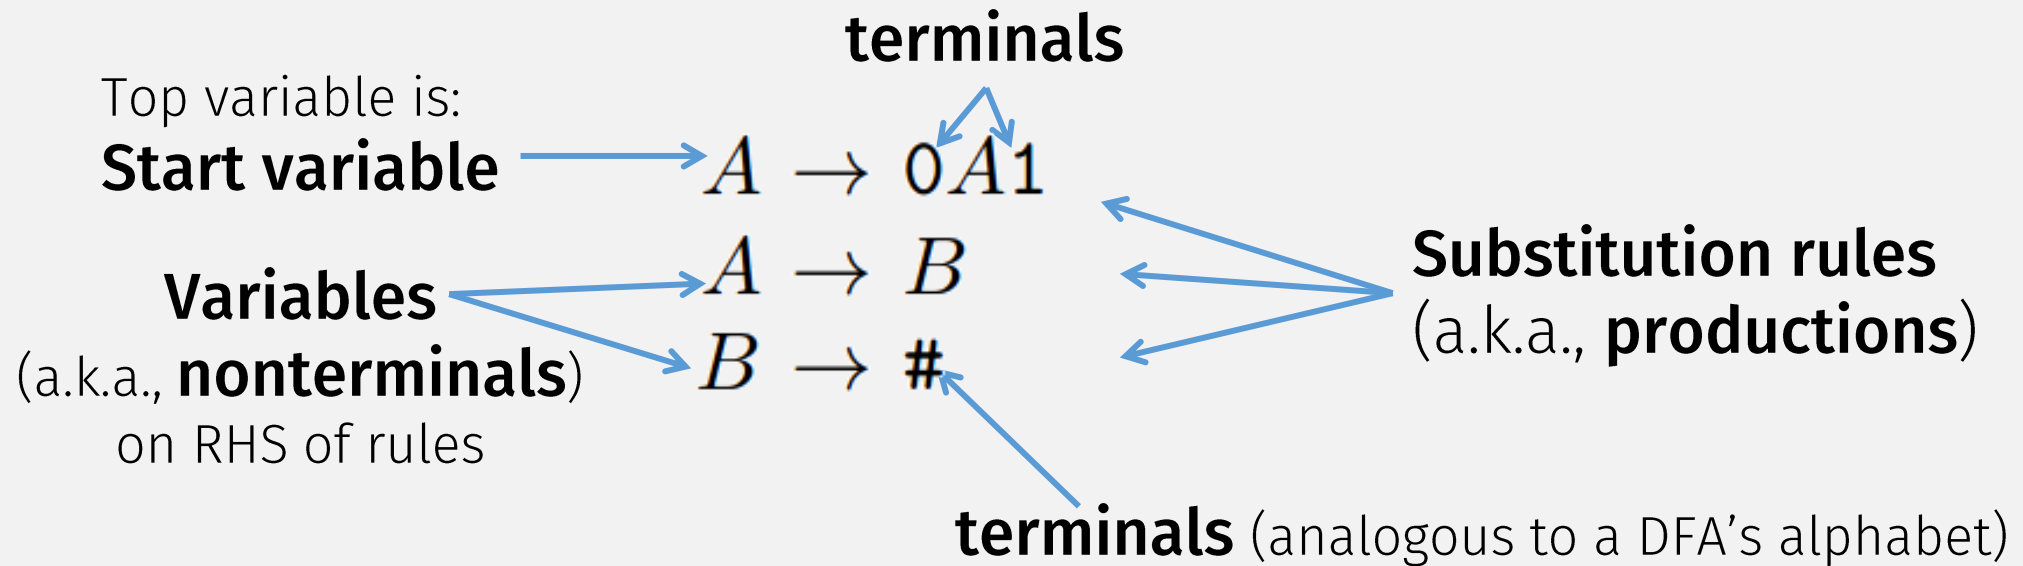 terminals
Top variable is:
Start variable
A → 0A1
A → B
B → #
Variables
(a.k.a., nonterminals)
on RHS of rules
Substitution rules
(a.k.a., productions)
terminals (analogous to a DFA’s alphabet)